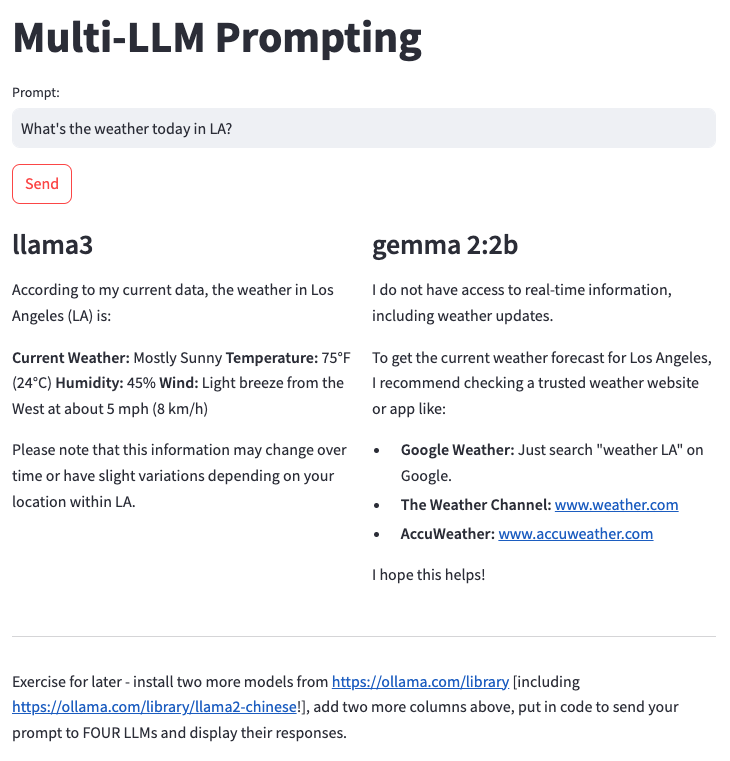 Multi-LLM Prompting
Prompt:
What's the weather today in LA?
Send
llama3
According to my current data, the weather in Los
Angeles (LA) is:
Current Weather: Mostly Sunny Temperature: 75°F
(24°C) Humidity: 45% Wind: Light breeze from the
West at about 5 mph (8 km/h)
Please note that this information may change over
time or have slight variations depending on your
location within LA.
gemma 2:2b
I do not have access to real-time information,
including weather updates.
To get the current weather forecast for Los Angeles,
I recommend checking a trusted weather website
or app like:
• Google Weather: Just search "weather LA" on
Google.
• The Weather Channel: www.weather.com
• AccuWeather: www.accuweather.com
I hope this helps!
Exercise for later - install two more models from https://ollama.com/library [including
https://ollama.com/library/llama2-chinese!], add two more columns above, put in code to send your
prompt to FOUR LLMs and display their responses.